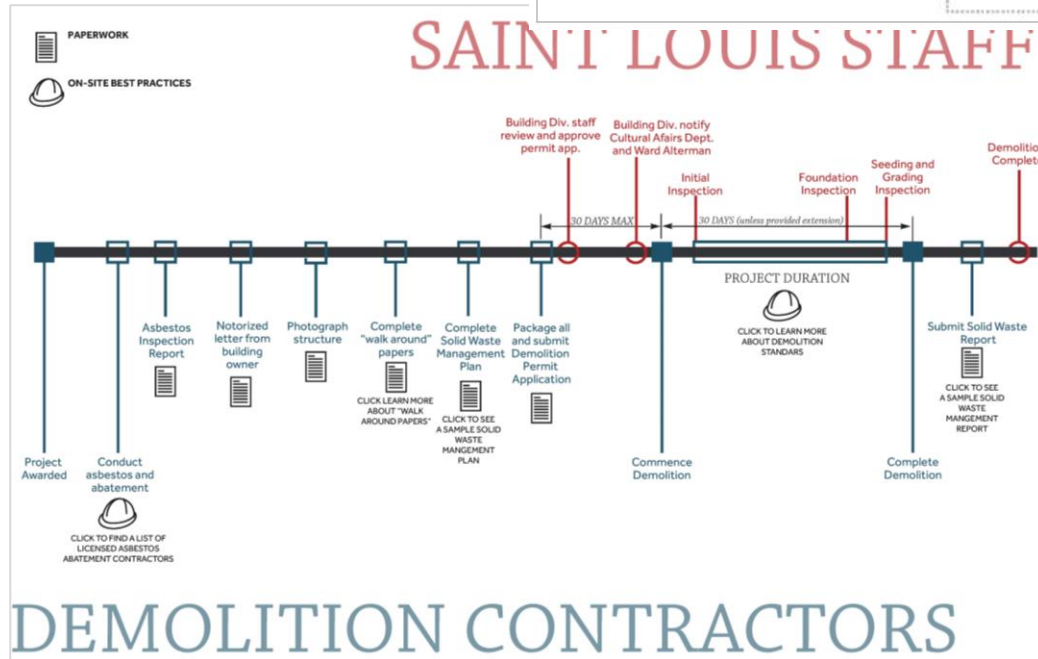 PAPERWORK
ON-SITE BEST PRACTICES
SAINT LOUIS STAFF
Building Div. staff
review and approve
permit app.
Building Div. notify
Cultural Afairs Dept.
and Ward Alterman
Initial
Inspection
Foundation
Inspection
Seeding and
Grading
Inspection
Demolitio
Complet
30 DAYS MAX
30 DAYS (unless provided extension)
PROJECT DURATION
CLICK TO LEARN MORE
ABOUT DEMOLITION
STANDARS
Asbestos
Inspection
Report
Notorized
letter from
building
owner
Photograph
structure
Complete
"walk around"
papers
CLICK LEARN MORE
ABOUT "WALK
AROUND PAPERS"
Complete
Solid Waste
Management
Plan
CLICK TO SEE
A SAMPLE SOLID
WASTE
MANGEMENT
PLAN
Package all
and submit
Demolition
Permit
Application
Submit Solid Waste
Report
CLICK TO SEE
A SAMPLE SOLID
WASTE
MANGEMENT
REPORT
Project
Awarded
Conduct
asbestos and
abatement
CLICK TO FIND A LIST OF
LICENSED ASBESTOS
ABATEMENT CONTRACTORS
Commence
Demolition
Complete
Demolition
DEMOLITION CONTRACTORS